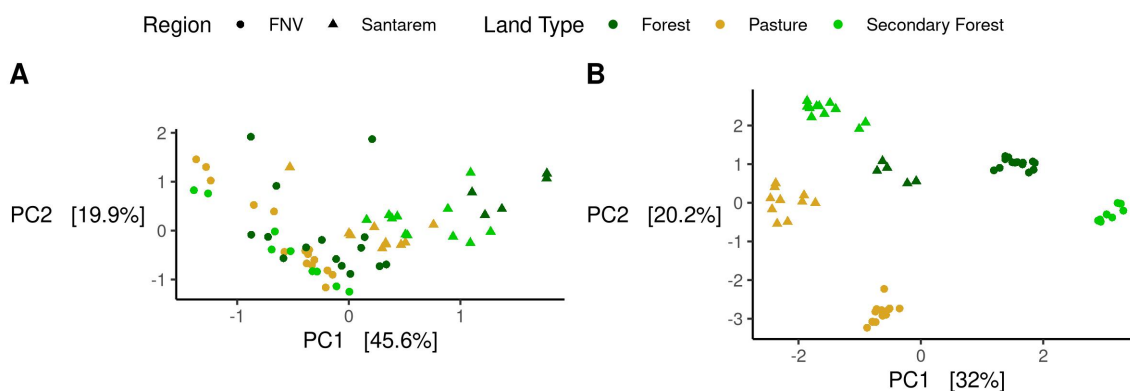 Region FNV Santarem Land Type Forest Pasture Secondary Forest
A
2
1
0
-1
PC2 [19.9%]
-1 0 1
PC1 [45.6%]
B
2
1
0
-1
-2
-3
PC2 [20.2%]
-2 0 2
PC1 [32%]